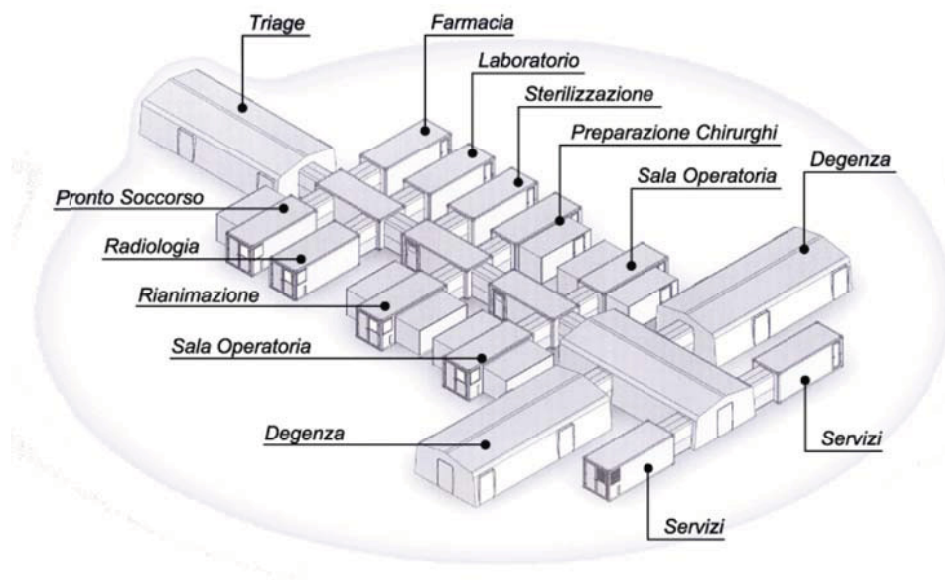 Triage
Farmacia
Laboratorio
Sterilizzazione
Preparazione Chirurghi
Degenza
Sala Operatoria
Pronto Soccorso
Radiologia
Rianimazione
Sala Operatoria
Degenza
Servizi
Servizi